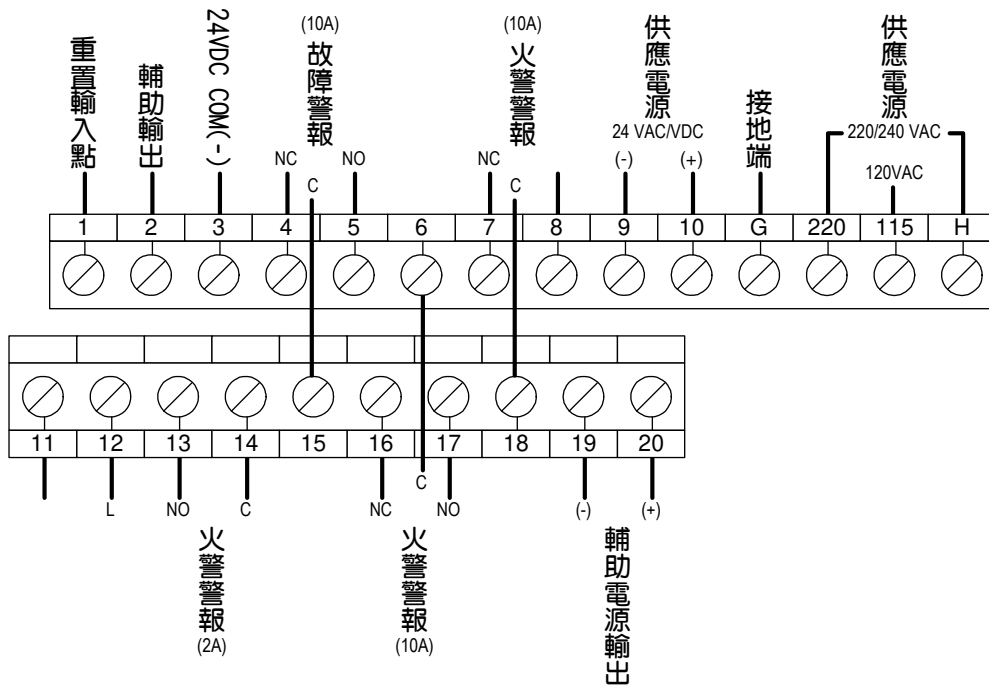 重置輸入點
輔助輸出
24VDC COM(-)
(10A)
故障警報
NC
C
NO
(10A)
火警警報
NC
C
供應電源
24 VAC/VDC
(-)
(+)
接地端
供應電源
220/240 VAC
120VAC
1 2 3 4 5 6 7 8 9 10 G 220 115 H
11 12 13 14 15 16 17 18 19 20
L
NO
C
火警警報
(2A)
NC
C
NO
火警警報
(10A)
(-)
(+)
輔助電源輸出